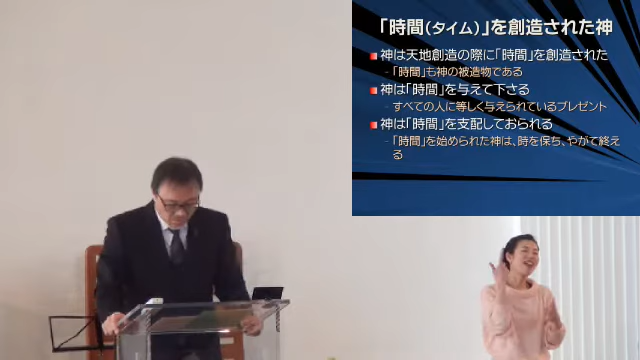 「時間(タイム)」を創造された神
神は天地創造の際に「時間」を創造された
- 「時間」も神の被造物である
神は「時間」を与えて下さる
- すべての人に等しく与えられているプレゼント
神は「時間」を支配しておられる
- 「時間」を始められた神は、時を保ち、やがて終え
る